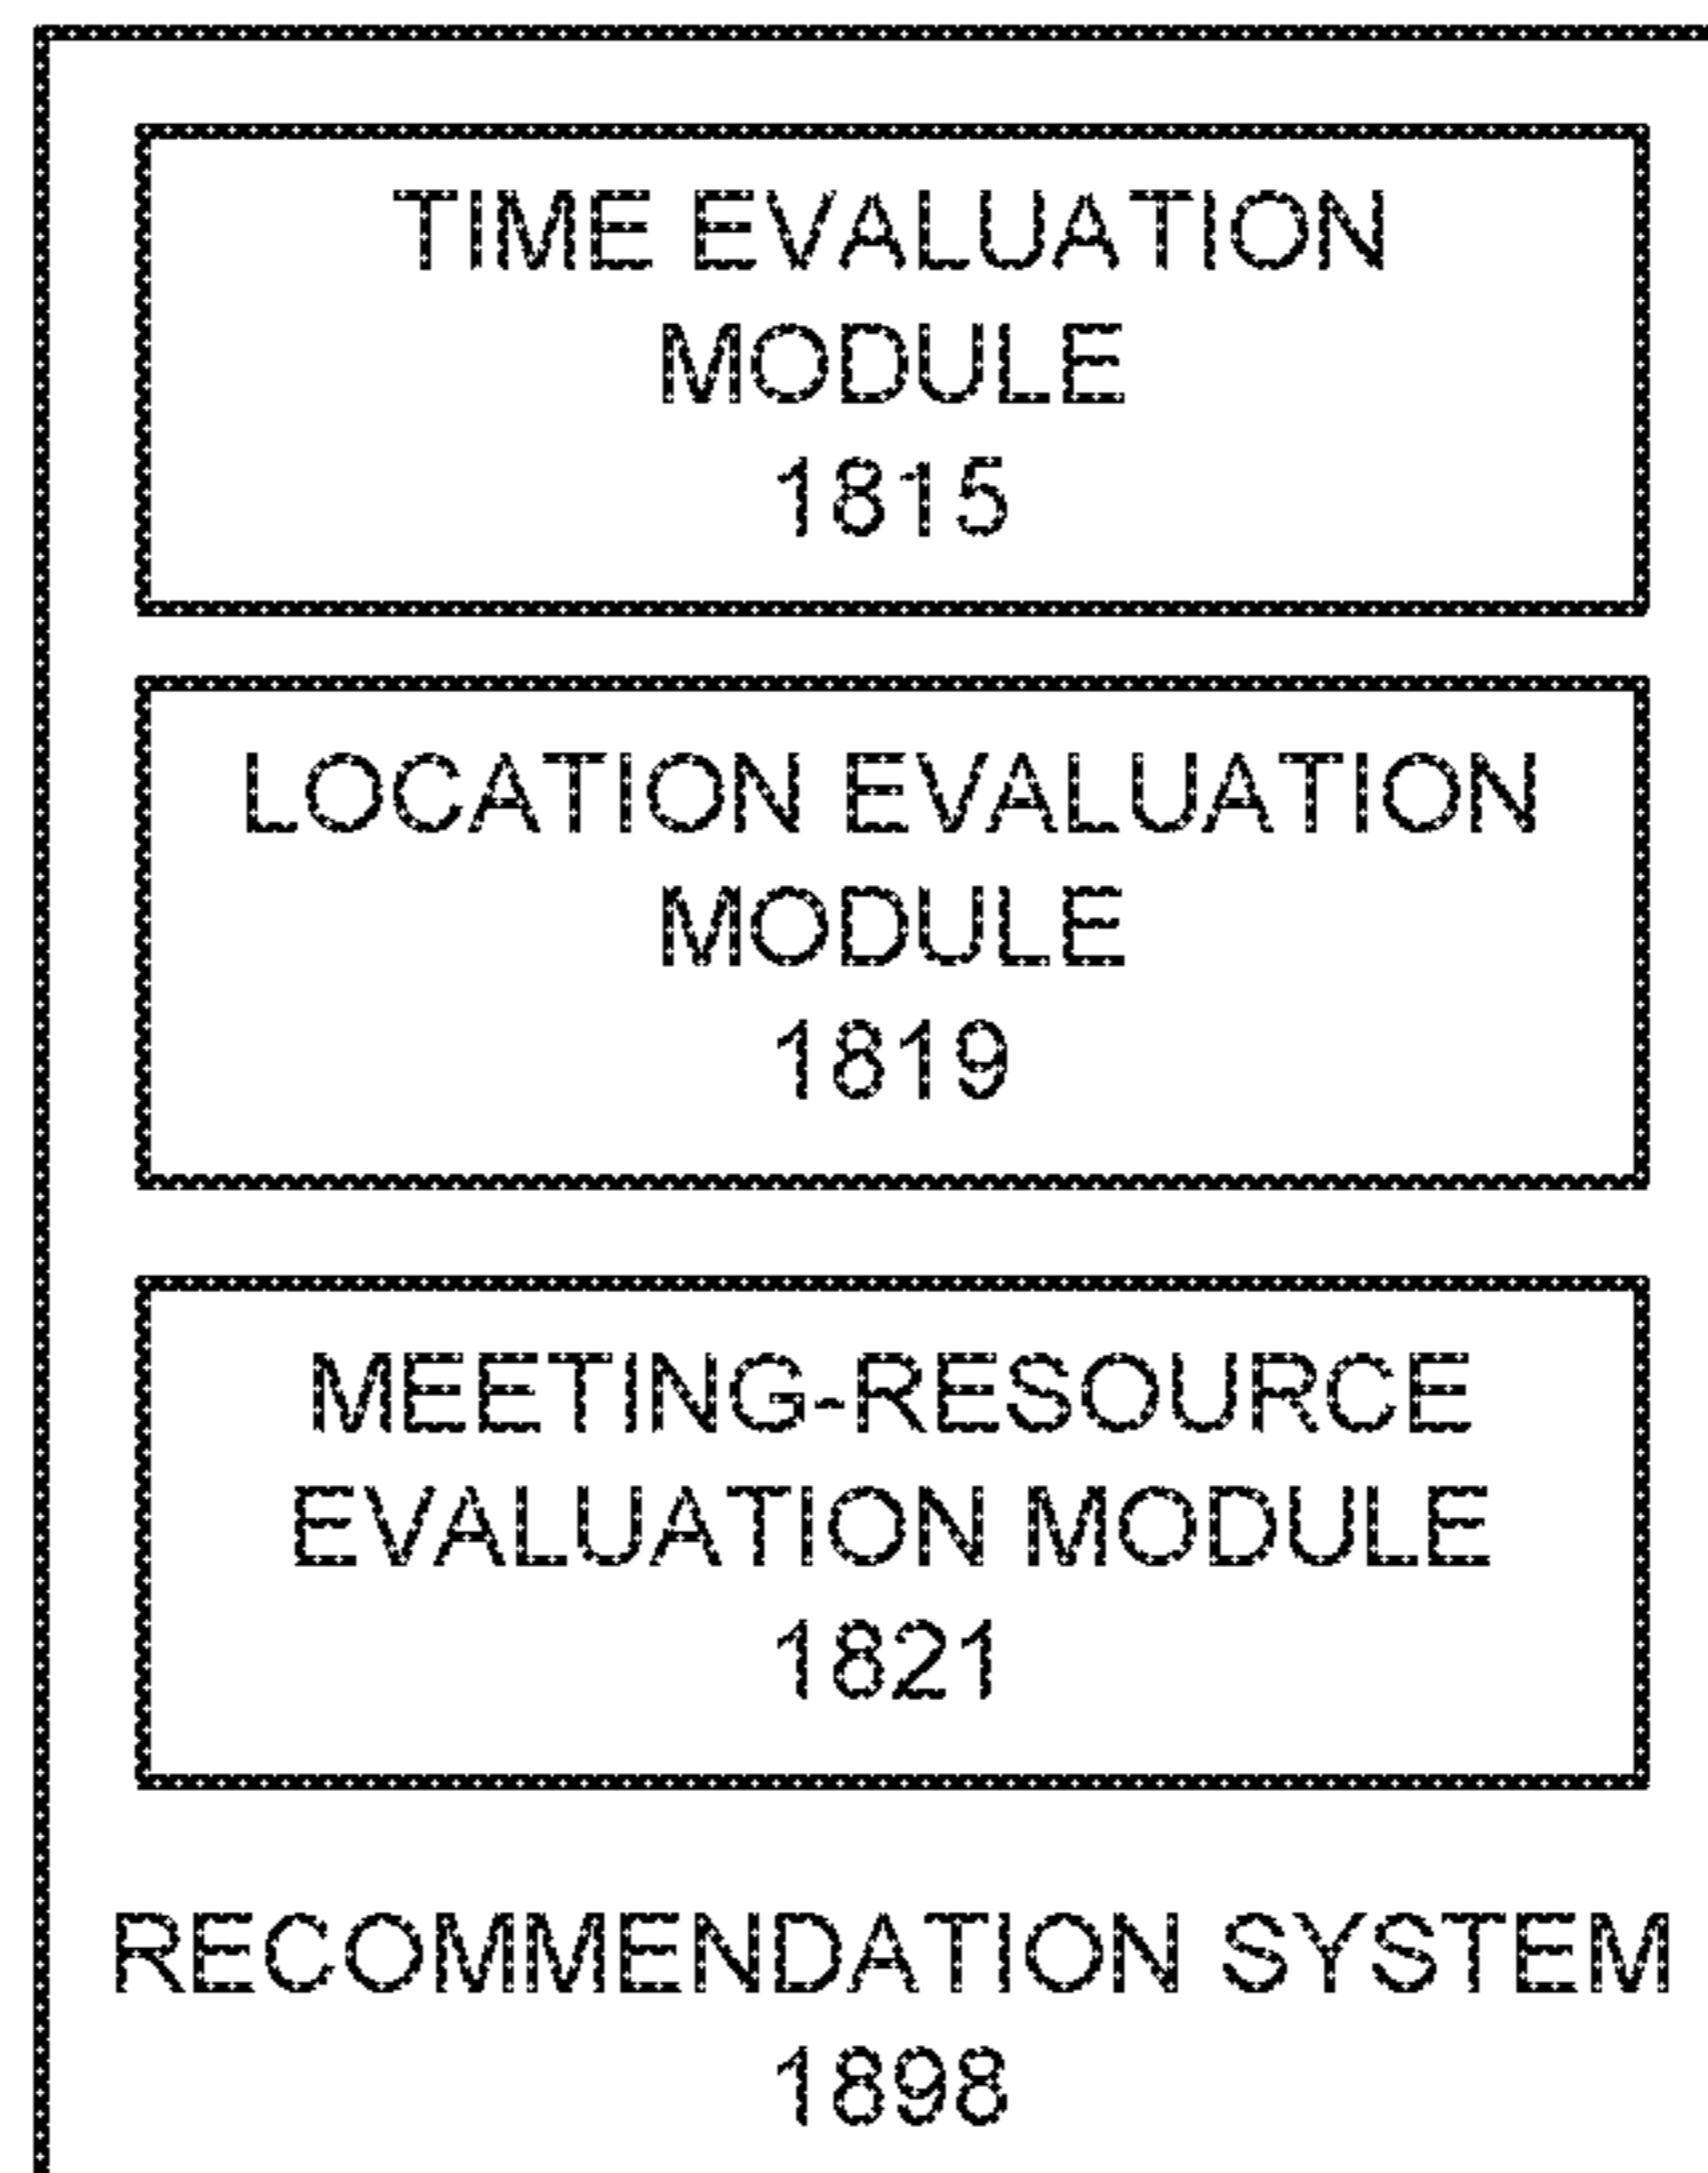 TIME EVALUATION
MODULE
1815
LOCATION EVALUATION
MODULE
1819
MEETING-RESOURCE
EVALUATION MODULE
1821
RECOMMENDATION SYSTEM
1898